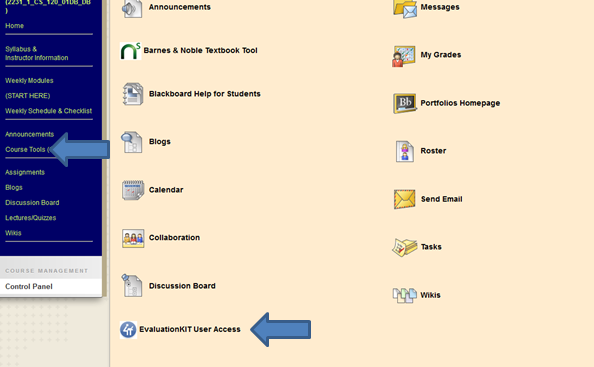 (2231_1_CS_120_01DB_DB
)
Home
Syllabus &
Instructor Information
Weekly Modules
(START HERE)
Weekly Schedule & Checklist
Announcements
Course Tools
Assignments
Blogs
Discussion Board
Lectures/Quizzes
Wikis
COURSE MANAGEMENT
Control Panel
Announcements
Barnes & Noble Textbook Tool
Blackboard Help for Students
Blogs
Calendar
Collaboration
Discussion Board
EvaluationKIT User Access
Messages
My Grades
Bb
Portfolios Homepage
Roster
Send Email
Tasks
Wikis